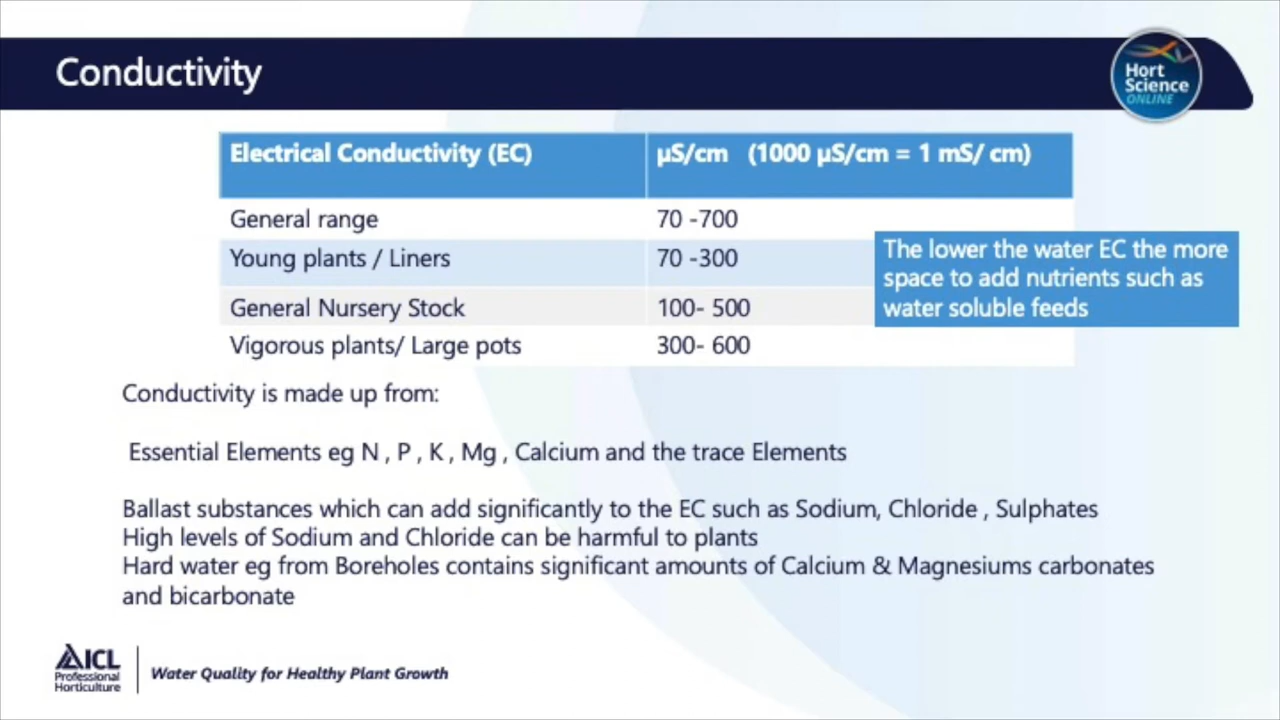 Conductivity
Hort
Science
ONLINE
Electrical Conductivity (EC) µS/cm (1000 µS/cm = 1 mS/ cm)
General range 70 -700
Young plants / Liners 70 -300
General Nursery Stock 100- 500
Vigorous plants/ Large pots 300- 600
The lower the water EC the more
space to add nutrients such as
water soluble feeds
Conductivity is made up from:
Essential Elements eg N , P , K , Mg , Calcium and the trace Elements
Ballast substances which can add significantly to the EC such as Sodium, Chloride , Sulphates
High levels of Sodium and Chloride can be harmful to plants
Hard water eg from Boreholes contains significant amounts of Calcium & Magnesiums carbonates
and bicarbonate
ICL
Professional
Horticulture
Water Quality for Healthy Plant Growth